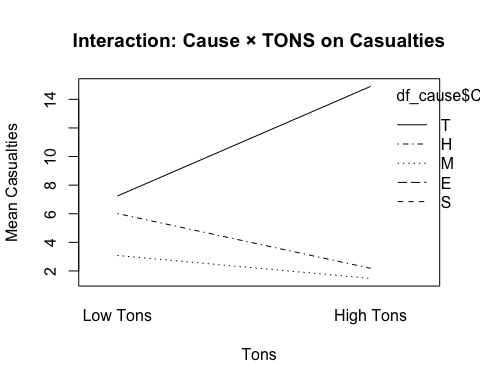 Interaction: Cause × TONS on Casualties
Mean Casualties
14
10
8
6
4
2
df_cause$C
T
H
M
E
S
Low Tons
High Tons
Tons